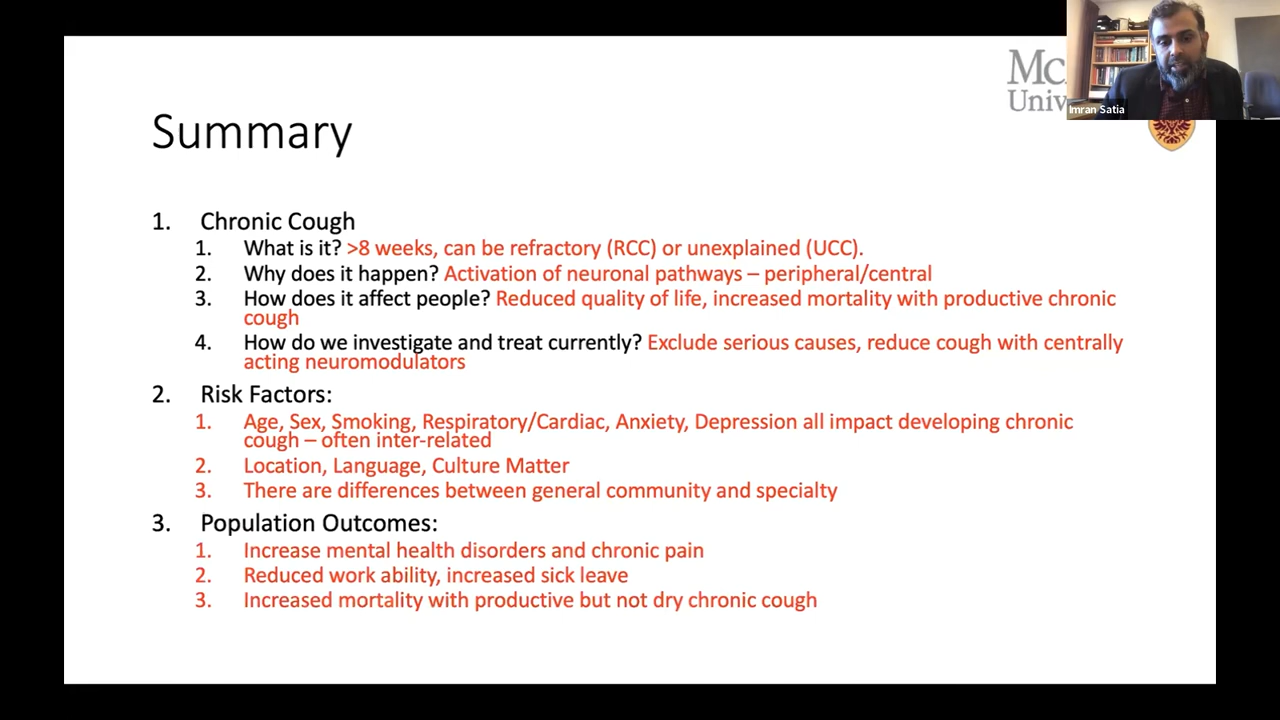 Mc
Univ
Imran Satia
Summary
1. Chronic Cough
1. What is it? >8 weeks, can be refractory (RCC) or unexplained (UCC).
2. Why does it happen? Activation of neuronal pathways – peripheral/central
3. How does it affect people? Reduced quality of life, increased mortality with productive chronic
cough
4. How do we investigate and treat currently? Exclude serious causes, reduce cough with centrally
acting neuromodulators
2. Risk Factors:
1. Age, Sex, Smoking, Respiratory/Cardiac, Anxiety, Depression all impact developing chronic
cough – often inter-related
2. Location, Language, Culture Matter
3. There are differences between general community and specialty
3. Population Outcomes:
1. Increase mental health disorders and chronic pain
2. Reduced work ability, increased sick leave
3. Increased mortality with productive but not dry chronic cough